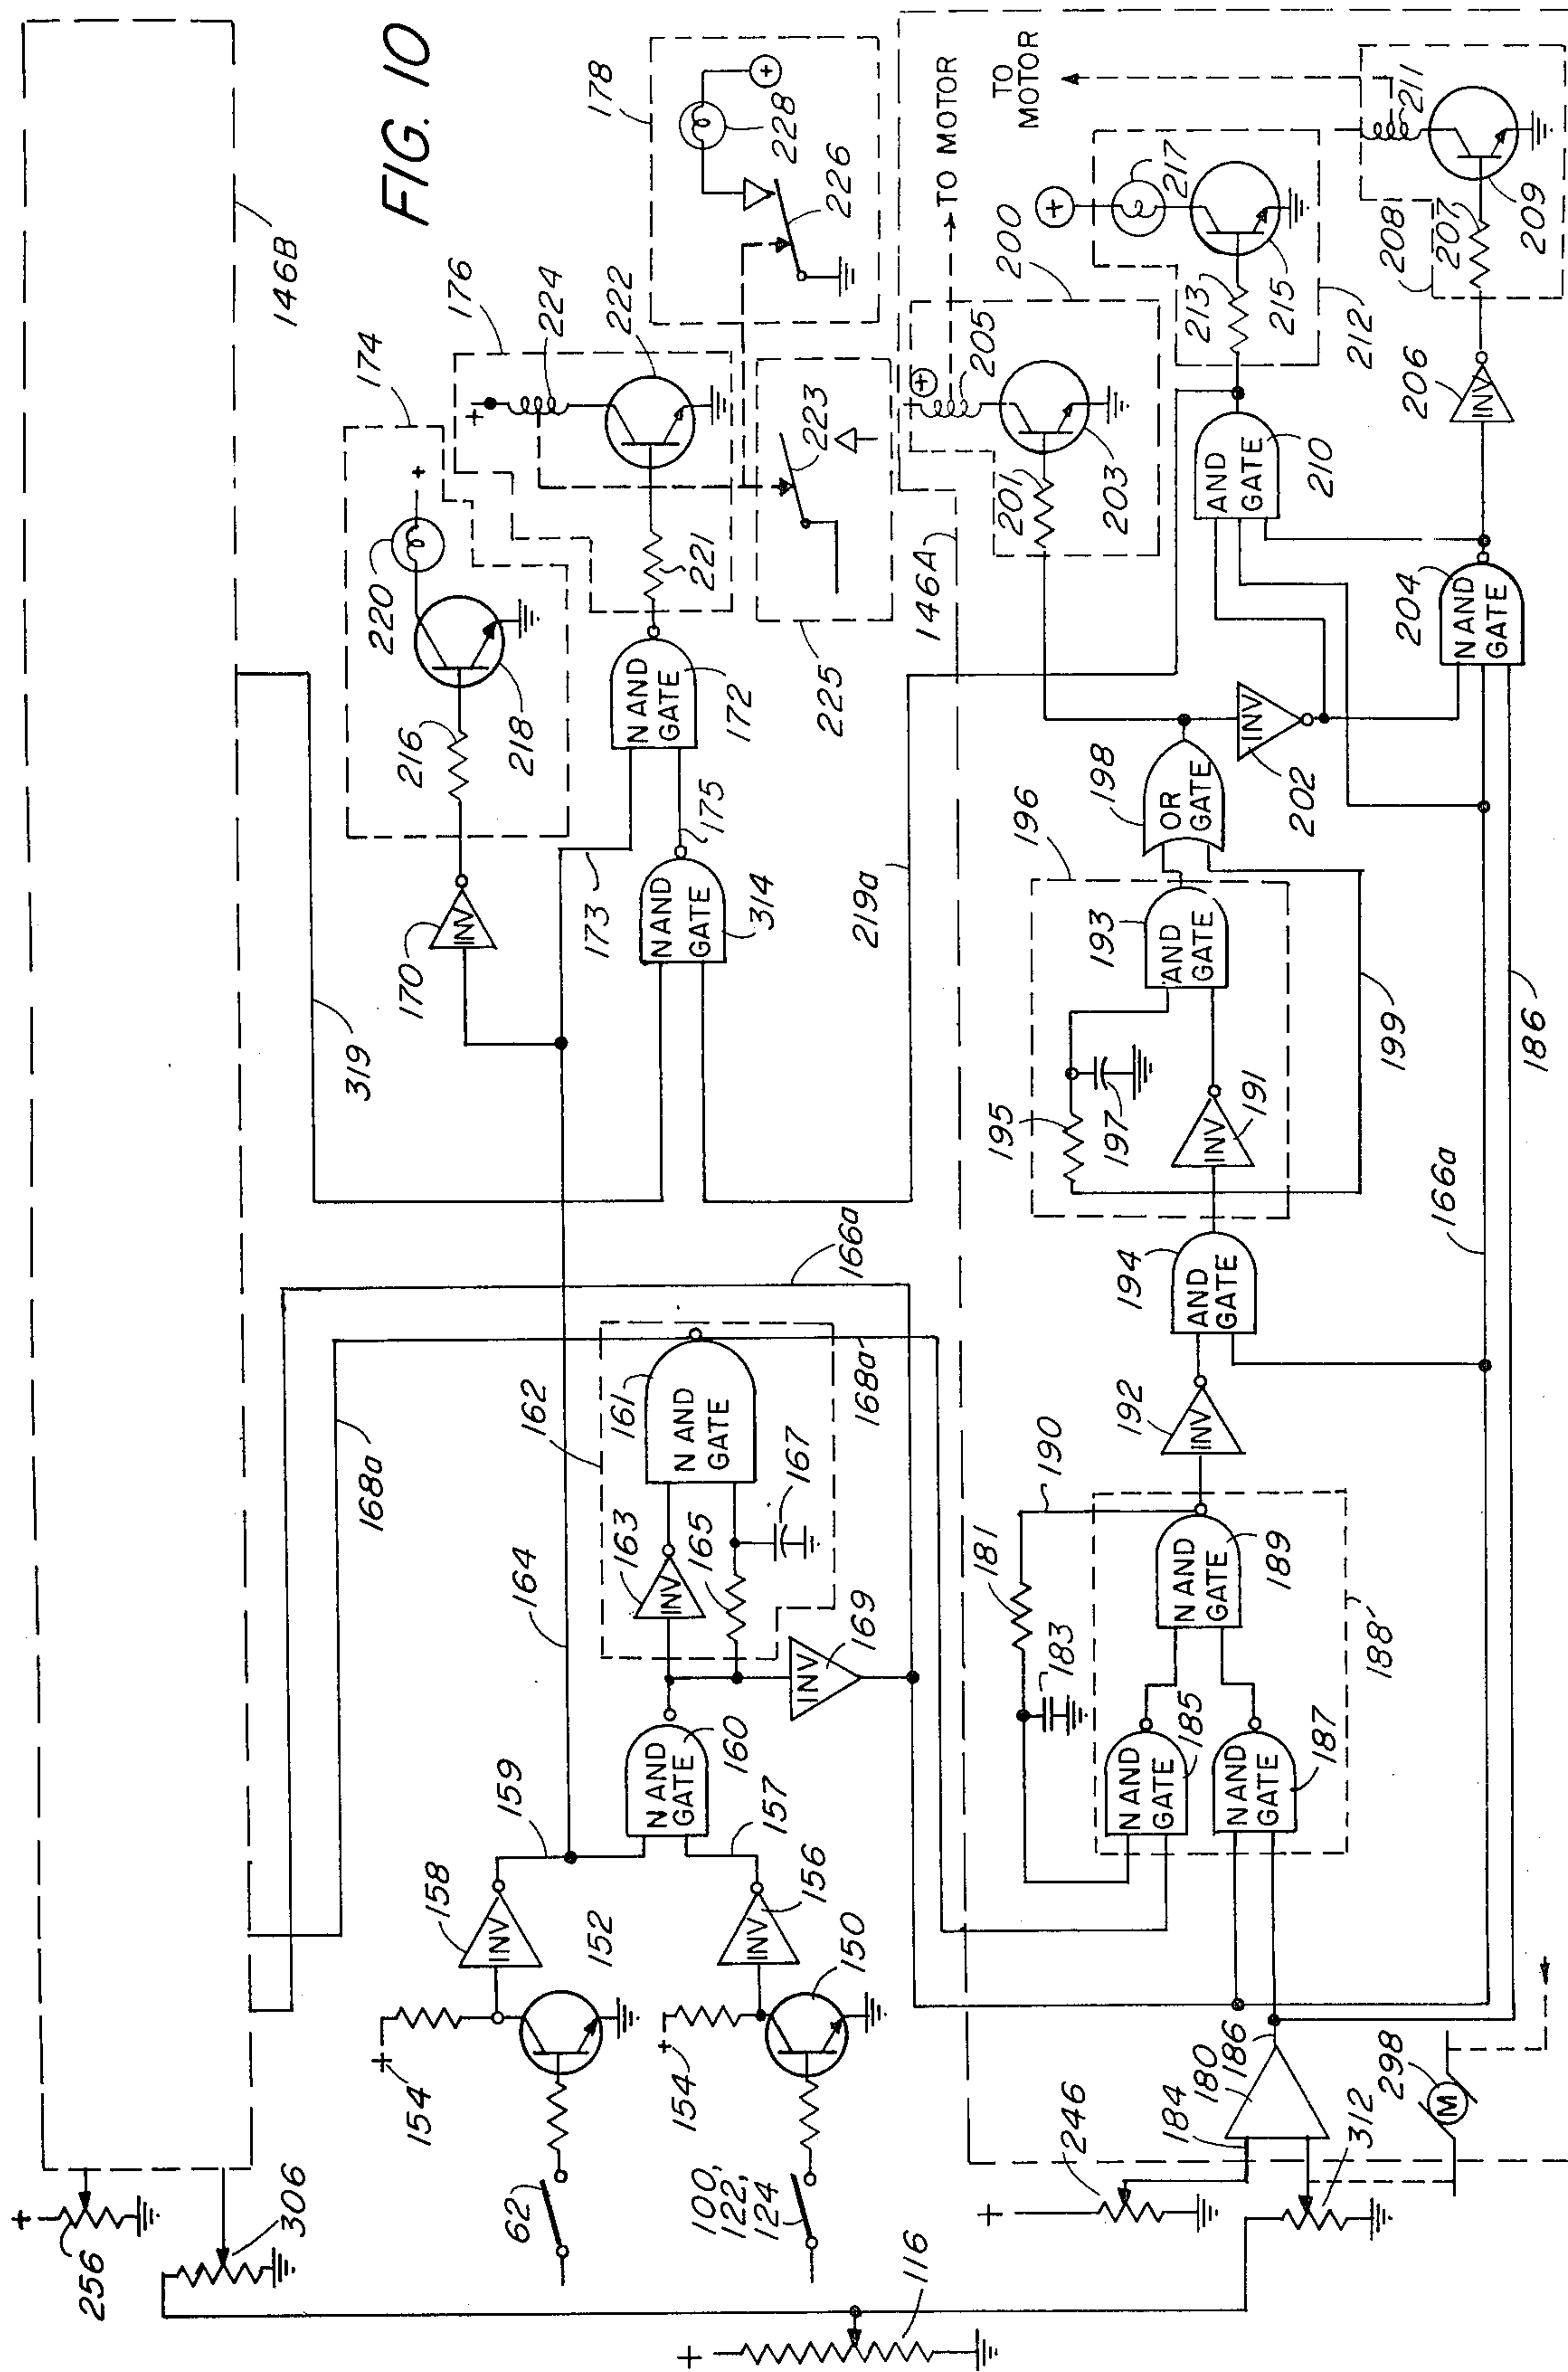 FIG. 10
146B
256
306
319
168a
166a
174
220
216
218
170
176
224
222
221
178
228
226
223
225
N AND GATE
172
173
175
N AND GATE
314
219a
164
162
161
N AND GATE
163
INV
165
167
168a
INV
169
159
158
INV
152
154
+
62
N AND GATE
160
157
156
INV
150
154
+
100, 122, 124
116
+
146A
TO MOTOR
TO MOTOR
200
205
201
203
217
213
215
212
211
208
207
209
206
INV
AND GATE
210
N AND GATE
204
INV
202
198
OR GATE
196
193
AND GATE
195
197
INV
191
199
186
166a
194
AND GATE
192
INV
190
181
183
N AND GATE
185
N AND GATE
187
N AND GATE
189
188
186
180
184
246
312
298
M